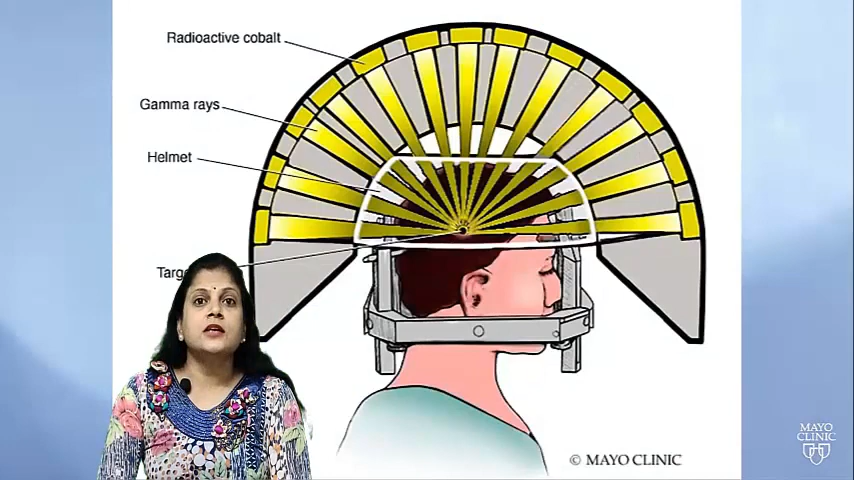 Radioactive cobalt
Gamma rays
Helmet
© MAYO CLINIC
MAYO
CLINIC